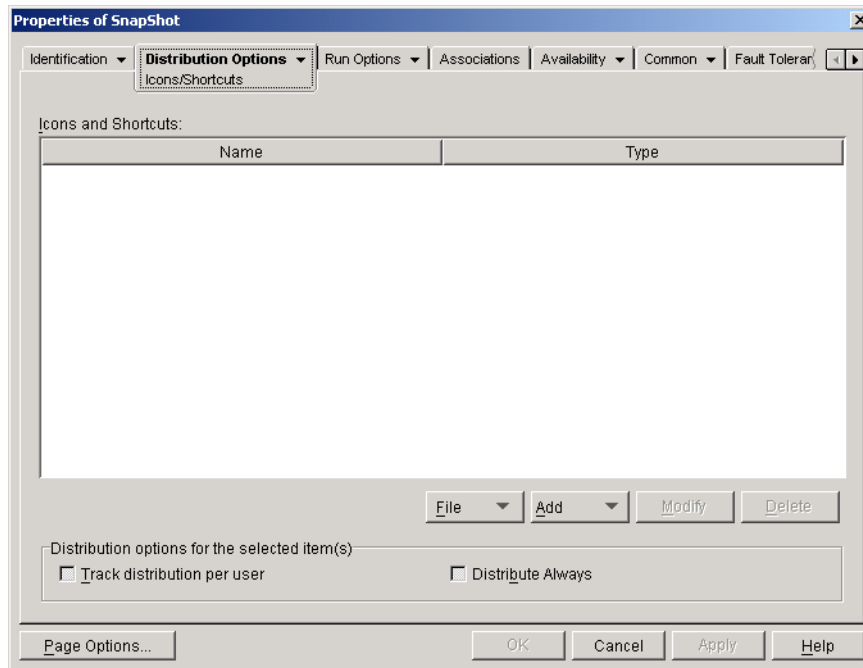 Properties of SnapShot
Identification Distribution Options Run Options Associations Availability Common Fault Toleran
Icons/Shortcuts
Icons and Shortcuts:
Name Type
File Add Modify Delete
Distribution options for the selected item(s)
Track distribution per user Distribute Always
Page Options... OK Cancel Apply Help